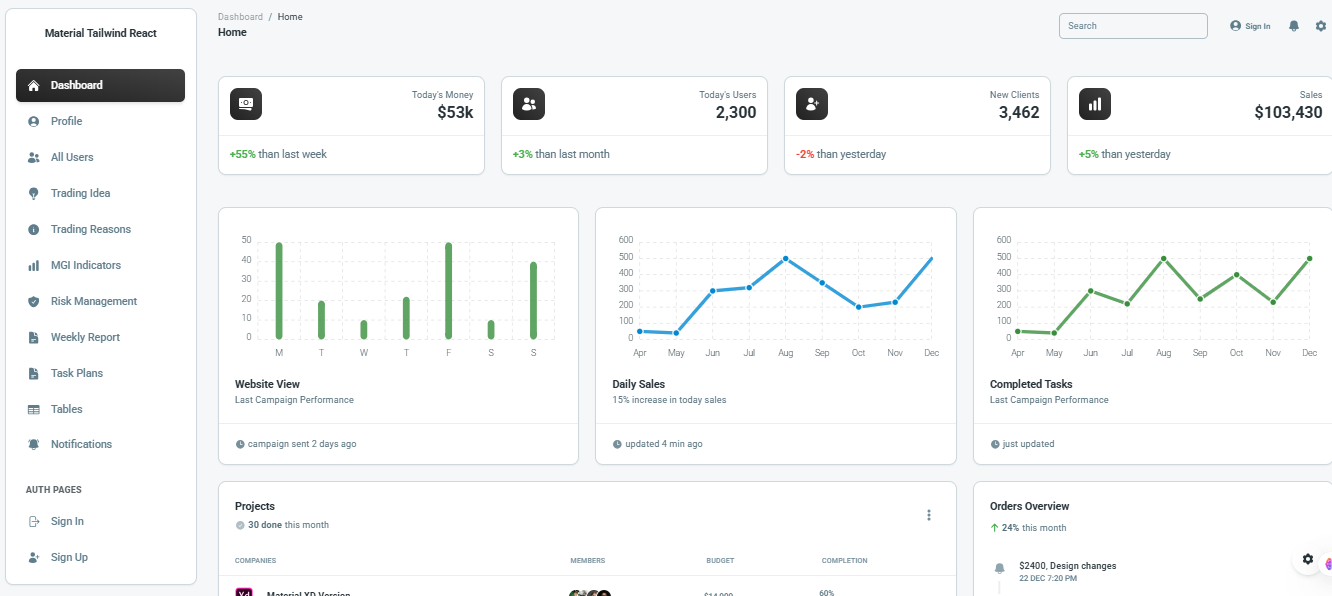 Material Tailwind React
Dashboard
Profile
All Users
Trading Idea
Trading Reasons
MGI Indicators
Risk Management
Weekly Report
Task Plans
Tables
Notifications
AUTH PAGES
Sign In
Sign Up
Dashboard / Home
Home
Search
Sign In
Today's Money
$53k
+55% than last week
Today's Users
2,300
+3% than last month
New Clients
3,462
-2% than yesterday
Sales
$103,430
+5% than yesterday
50
40
30
20
10
0
M T W T F S S
Website View
Last Campaign Performance
campaign sent 2 days ago
600
500
400
300
200
100
0
Apr May Jun Jul Aug Sep Oct Nov Dec
Daily Sales
15% increase in today sales
updated 4 min ago
600
500
400
300
200
100
0
Apr May Jun Jul Aug Sep Oct Nov Dec
Completed Tasks
Last Campaign Performance
just updated
Projects
30 done this month
COMPANIES MEMBERS BUDGET COMPLETION
Xd Material XD Version $14,000 60%
Orders Overview
24% this month
$2400, Design changes
22 DEC 7:20 PM